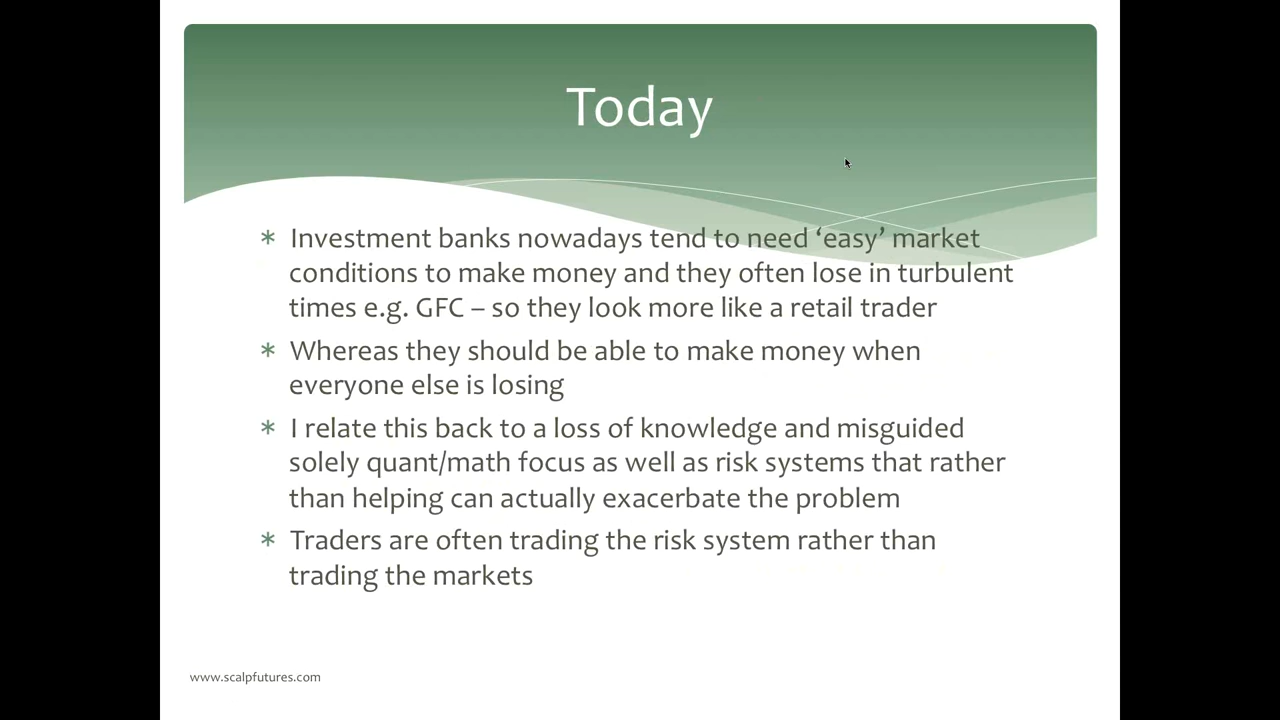 Today
* Investment banks nowadays tend to need ‘easy’ market
conditions to make money and they often lose in turbulent
times e.g. GFC – so they look more like a retail trader
* Whereas they should be able to make money when
everyone else is losing
* I relate this back to a loss of knowledge and misguided
solely quant/math focus as well as risk systems that rather
than helping can actually exacerbate the problem
* Traders are often trading the risk system rather than
trading the markets
www.scalpfutures.com